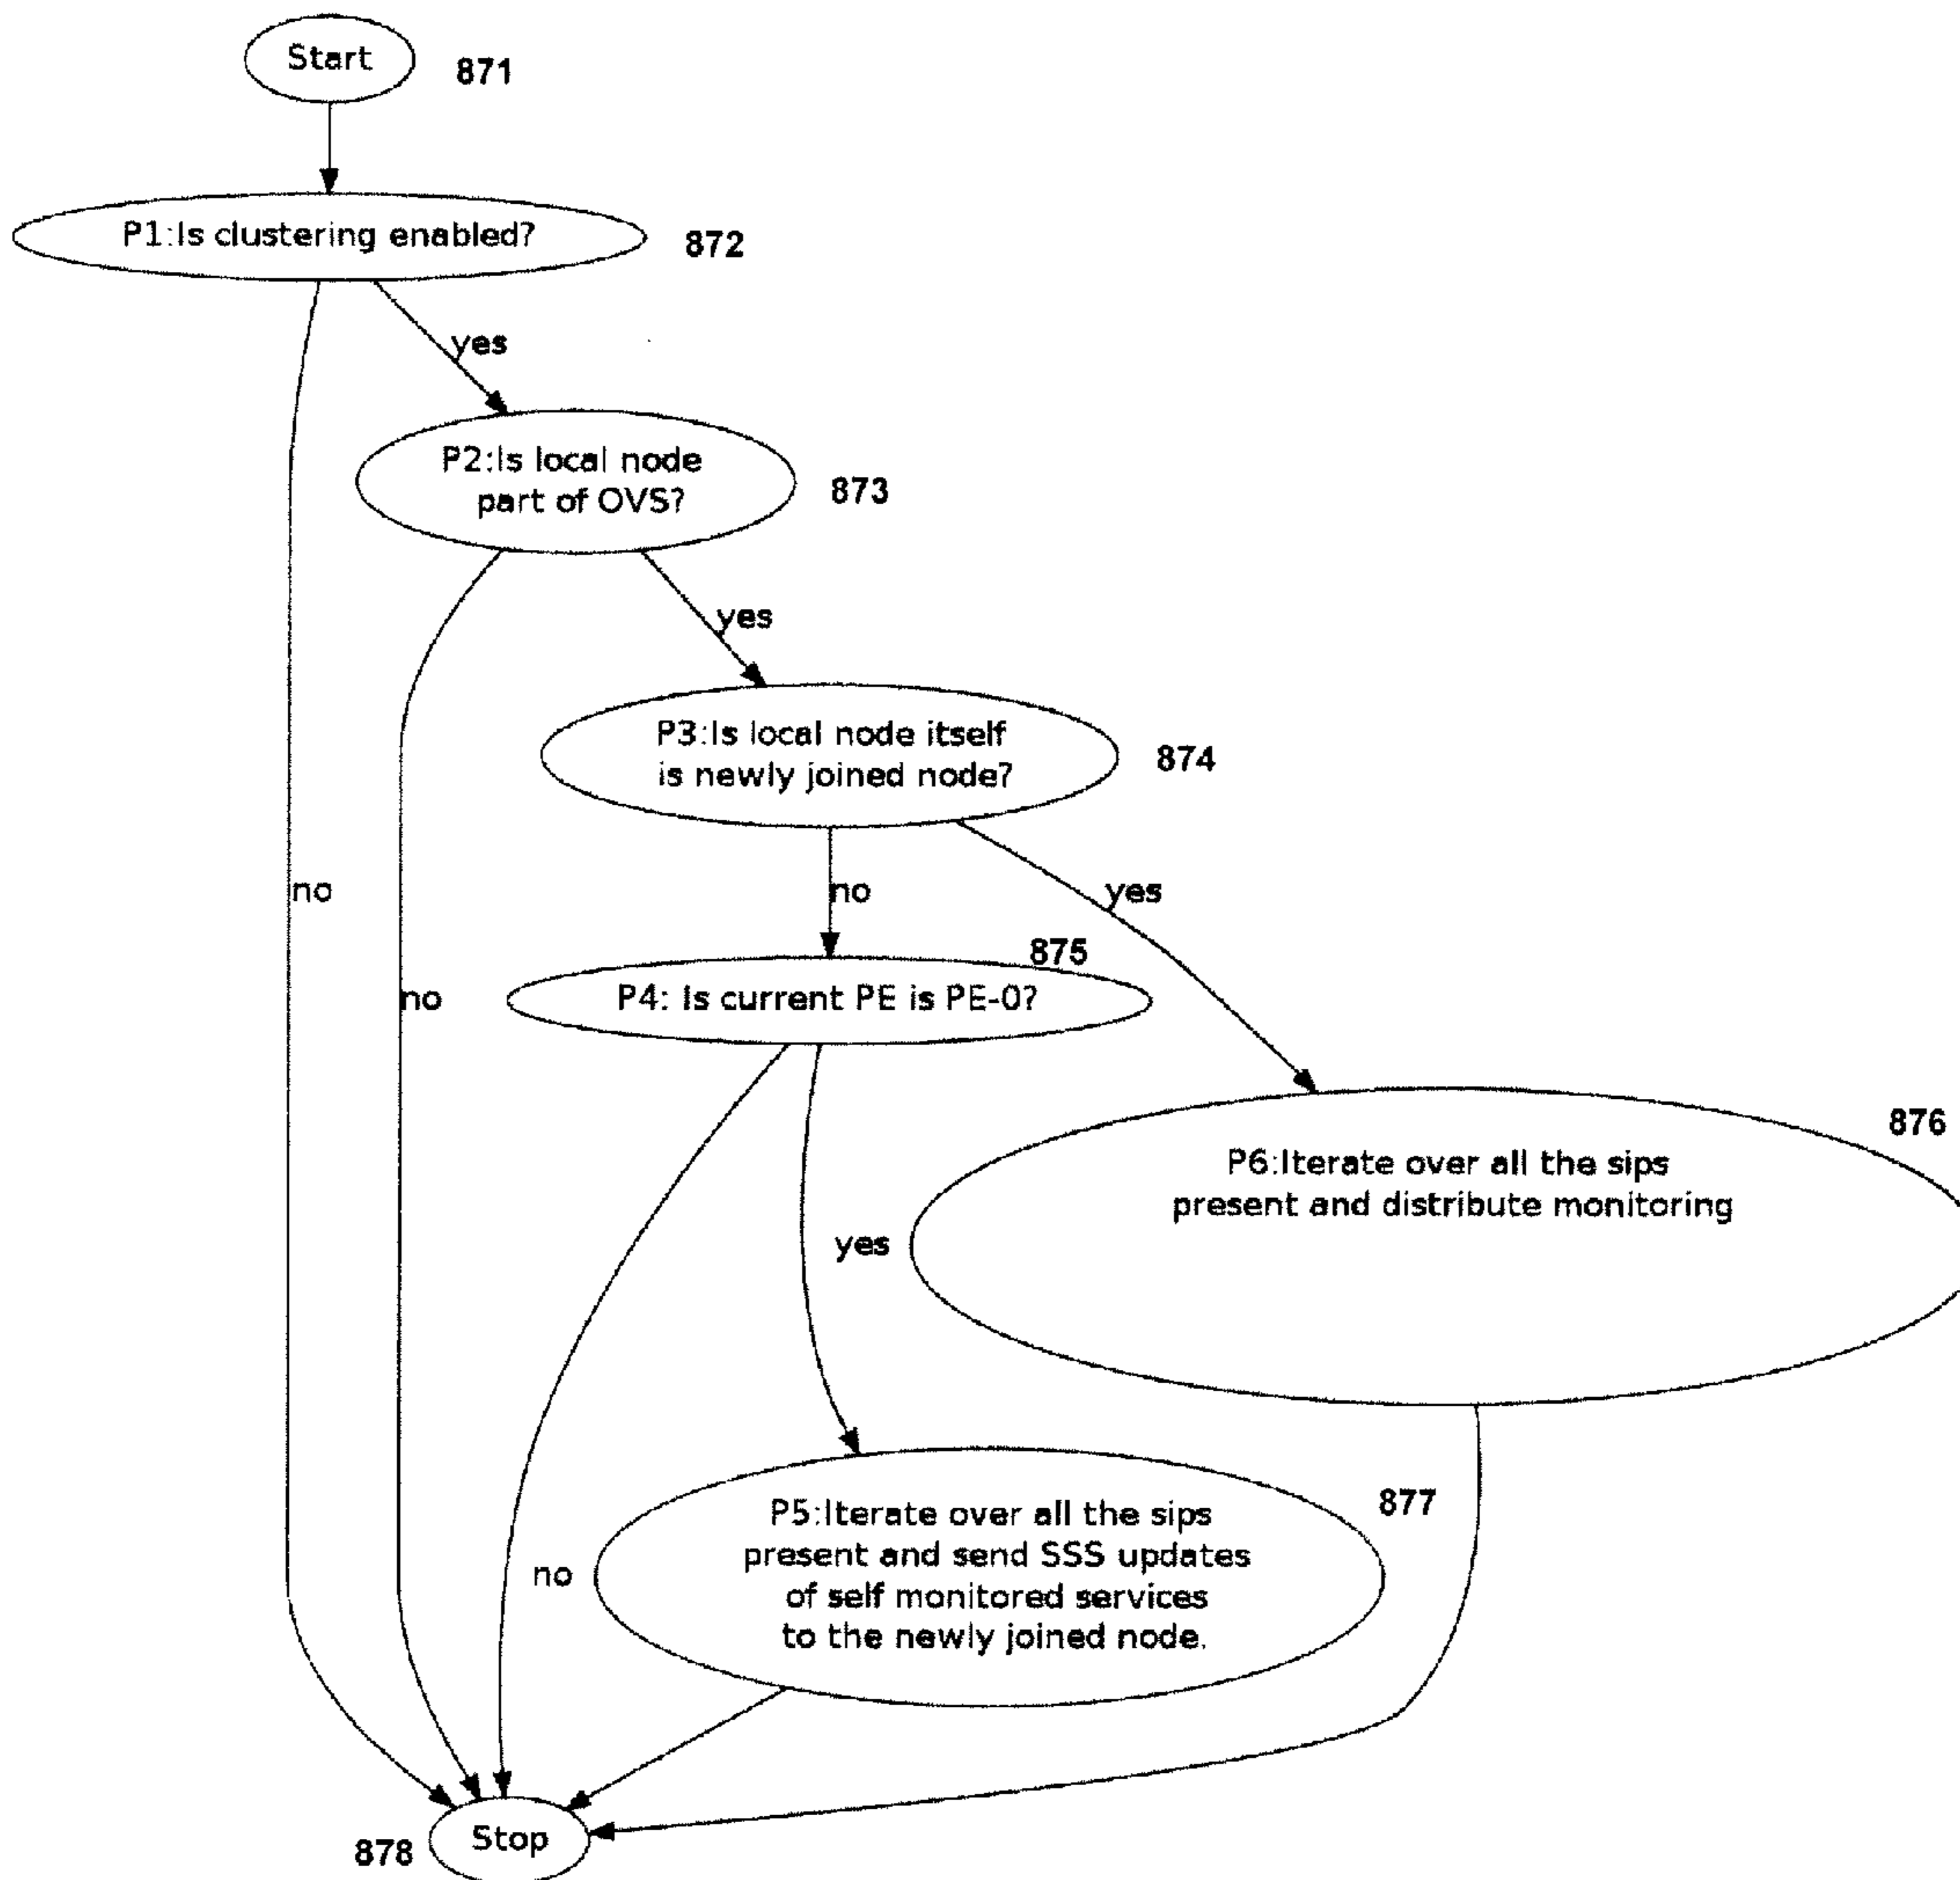 Start
871
P1:Is clustering enabled?
872
yes
P2:Is local node
part of OVS?
873
yes
P3:Is local node itself
is newly joined node?
874
no
no
yes
875
no
P4: Is current PE is PE-0?
876
P6:Iterate over all the sips
present and distribute monitoring
yes
877
P5:Iterate over all the sips
present and send SSS updates
of self monitored services
to the newly joined node.
no
Stop
878